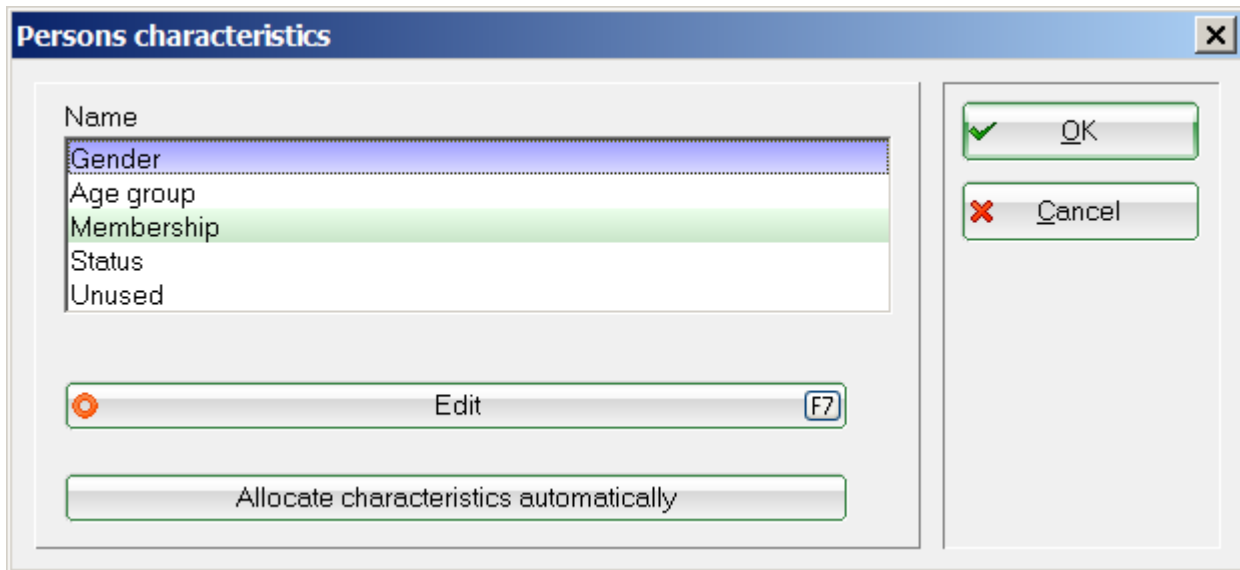 Persons characteristics
Name
Gender
Age group
Membership
Status
Unused
Edit F7
Allocate characteristics automatically
OK
Cancel